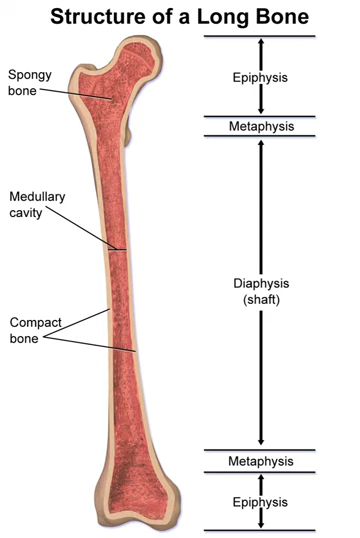 Structure of a Long Bone
Spongy
bone
Epiphysis
Metaphysis
Medullary
cavity
Diaphysis
(shaft)
Compact
bone
Metaphysis
Epiphysis